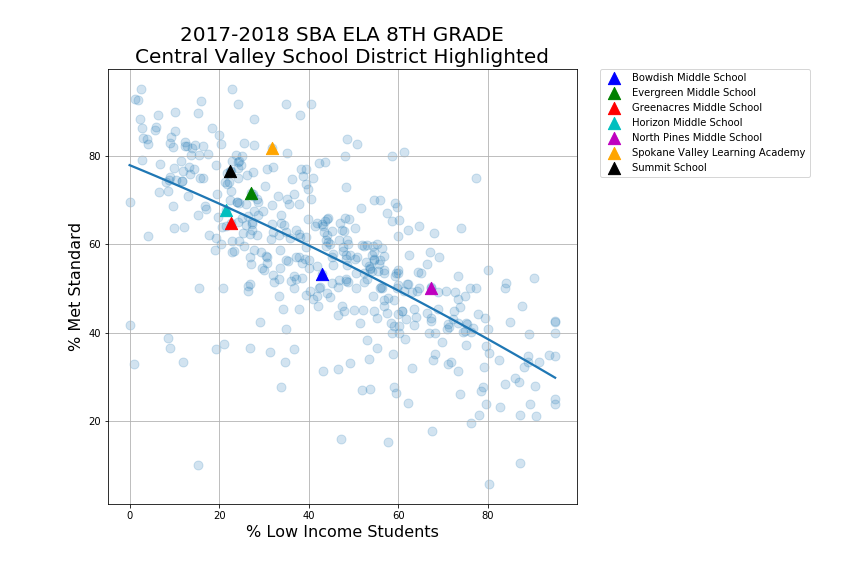 2017-2018 SBA ELA 8TH GRADE
Central Valley School District Highlighted
Bowdish Middle School
Evergreen Middle School
Greenacres Middle School
Horizon Middle School
North Pines Middle School
Spokane Valley Learning Academy
Summit School
% Met Standard
80
60
40
20
0 20 40 60 80
% Low Income Students